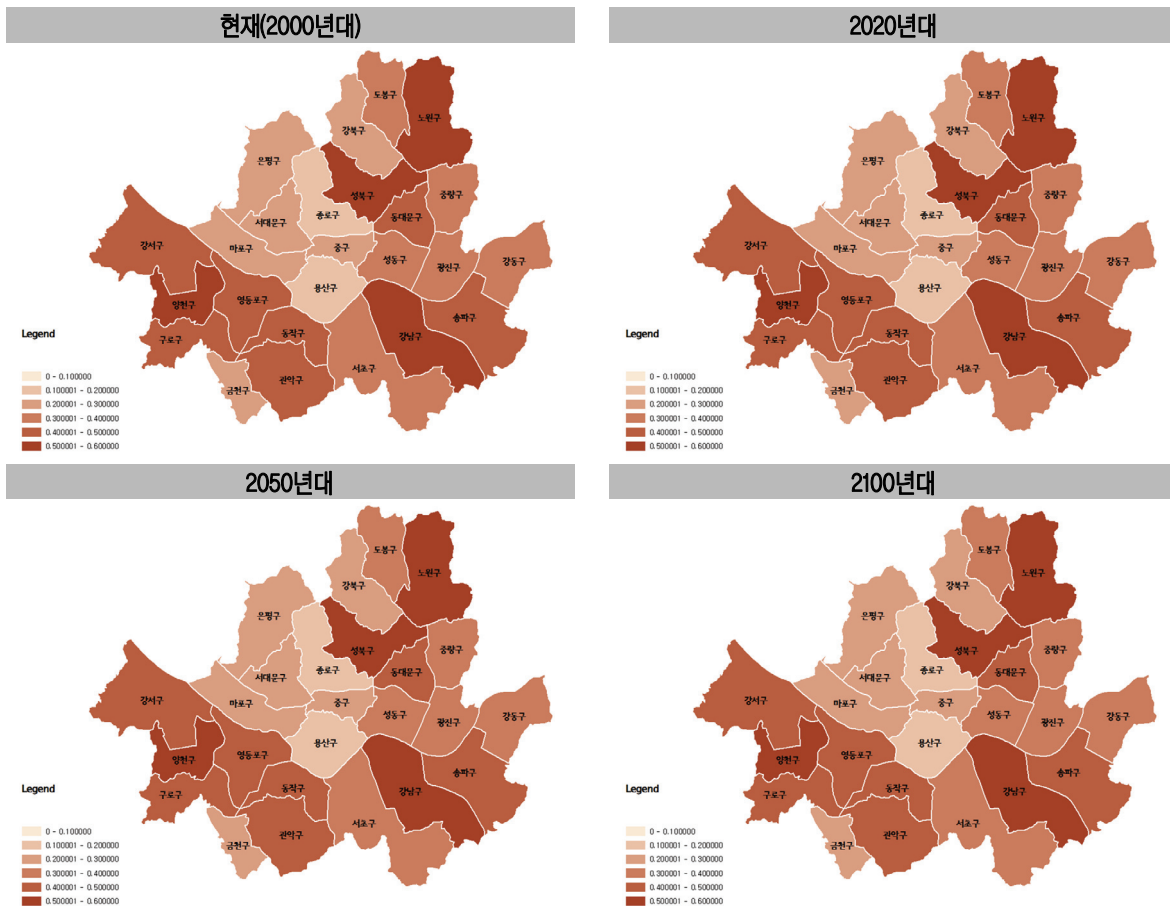 현재(2000년대)
도봉구
노원구
강북구
은평구
성북구
중랑구
서대문구
종로구
동대문구
강서구
마포구
중구
성동구
광진구
강동구
양천구
영등포구
용산구
송파구
구로구
동작구
강남구
관악구
서초구
금천구
Legend
0 - 0.100000
0.100001 - 0.200000
0.200001 - 0.300000
0.300001 - 0.400000
0.400001 - 0.500000
0.500001 - 0.600000
2020년대
도봉구
노원구
강북구
은평구
성북구
중랑구
서대문구
종로구
동대문구
강서구
마포구
중구
성동구
광진구
강동구
양천구
영등포구
용산구
송파구
구로구
동작구
강남구
관악구
서초구
금천구
Legend
0 - 0.100000
0.100001 - 0.200000
0.200001 - 0.300000
0.300001 - 0.400000
0.400001 - 0.500000
0.500001 - 0.600000
2050년대
도봉구
노원구
강북구
은평구
성북구
중랑구
서대문구
종로구
동대문구
강서구
마포구
중구
성동구
광진구
강동구
양천구
영등포구
용산구
송파구
구로구
동작구
강남구
관악구
서초구
금천구
Legend
0 - 0.100000
0.100001 - 0.200000
0.200001 - 0.300000
0.300001 - 0.400000
0.400001 - 0.500000
0.500001 - 0.600000
2100년대
도봉구
노원구
강북구
은평구
성북구
중랑구
서대문구
종로구
동대문구
강서구
마포구
중구
성동구
광진구
강동구
양천구
영등포구
용산구
송파구
구로구
동작구
강남구
관악구
서초구
금천구
Legend
0 - 0.100000
0.100001 - 0.200000
0.200001 - 0.300000
0.300001 - 0.400000
0.400001 - 0.500000
0.500001 - 0.600000